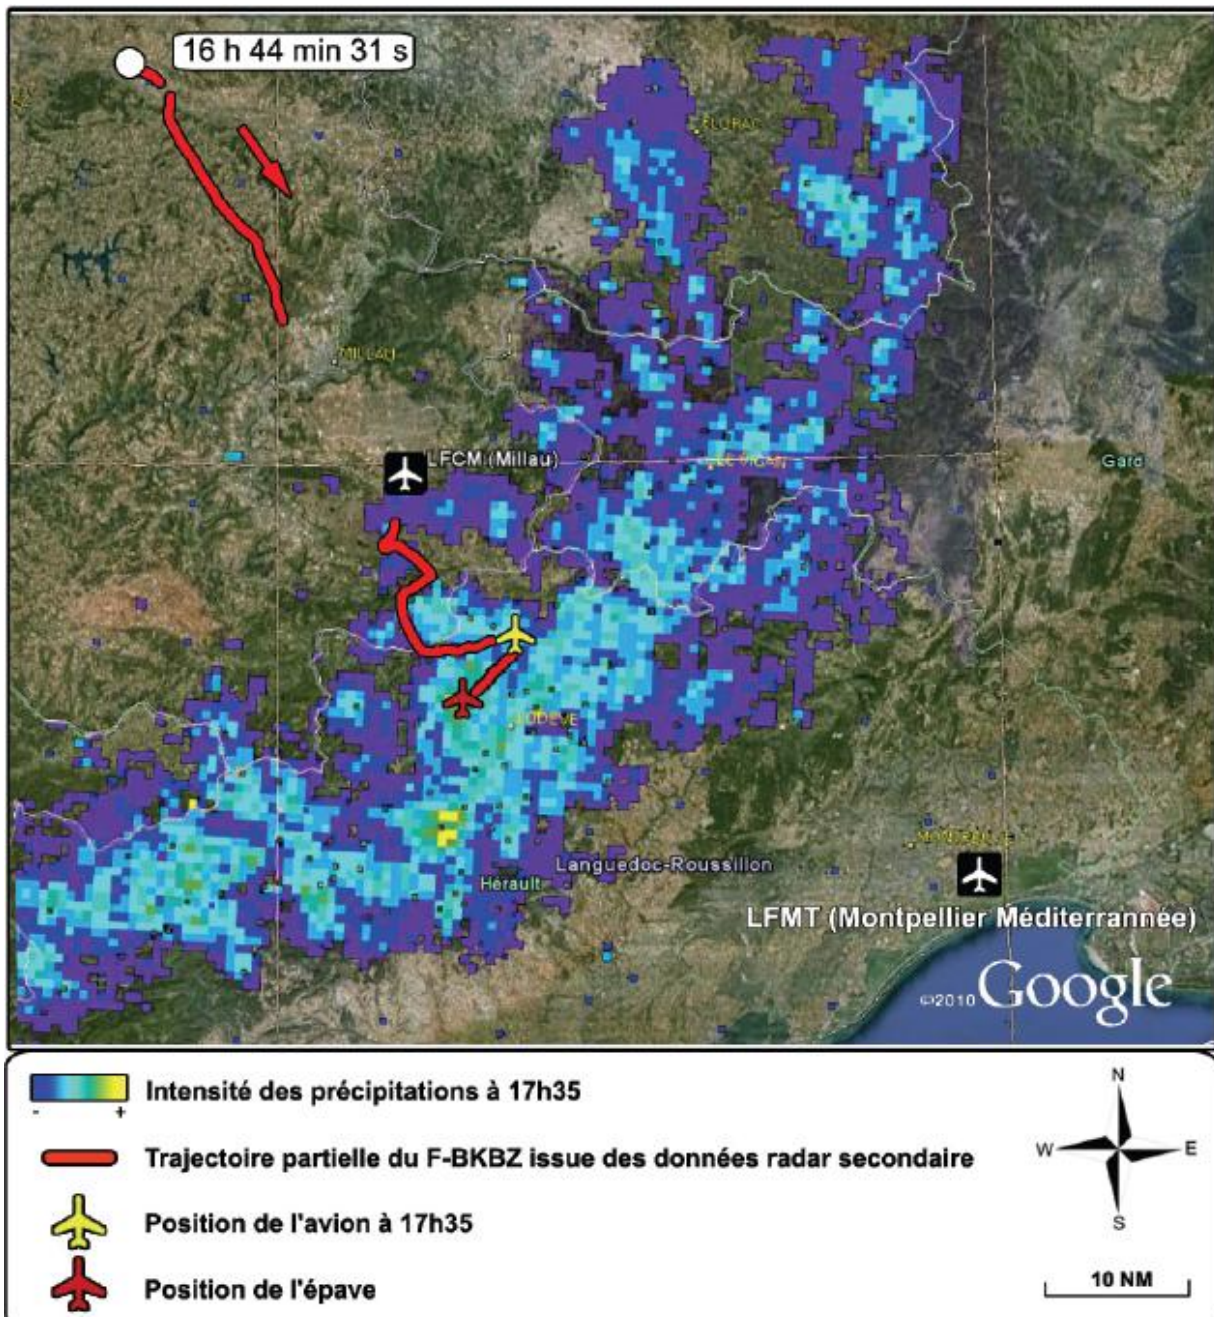 16 h 44 min 31 s
FLORAC
MILLAU
LFCM (Millau)
LE VIGAN
Gard
LODEVE
MONTPELLIER
Languedoc-Roussillon
Hérault
LFMT (Montpellier Méditerrannée)
©2010 Google
Intensité des précipitations à 17h35
- +
Trajectoire partielle du F-BKBZ issue des données radar secondaire
Position de l'avion à 17h35
Position de l'épave
N
W E
S
10 NM